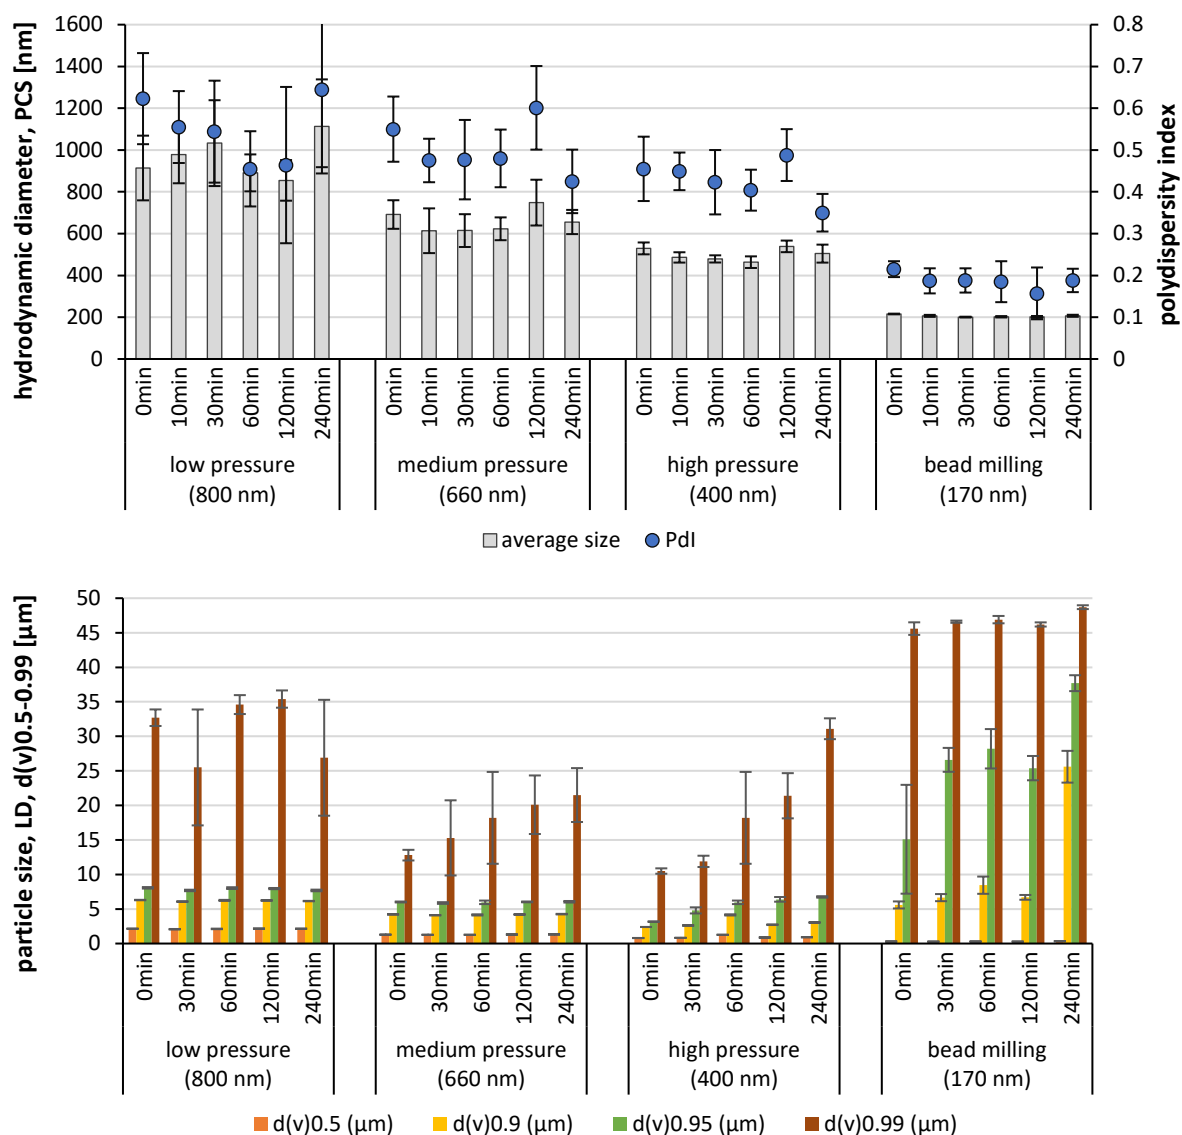 hydrodynamic diameter, PCS [nm]
1600
1400
1200
1000
800
600
400
200
0
0.8
0.7
0.6
0.5
0.4
0.3
0.2
0.1
0
polydispersity index
0min 10min 30min 60min 120min 240min
0min 10min 30min 60min 120min 240min
0min 10min 30min 60min 120min 240min
0min 10min 30min 60min 120min 240min
low pressure
(800 nm)
medium pressure
(660 nm)
high pressure
(400 nm)
bead milling
(170 nm)
average size PdI
particle size, LD, d(v)0.5-0.99 [µm]
50
45
40
35
30
25
20
15
10
5
0
0min 30min 60min 120min 240min
0min 30min 60min 120min 240min
0min 30min 60min 120min 240min
0min 30min 60min 120min 240min
low pressure
(800 nm)
medium pressure
(660 nm)
high pressure
(400 nm)
bead milling
(170 nm)
d(v)0.5 (µm) d(v)0.9 (µm) d(v)0.95 (µm) d(v)0.99 (µm)